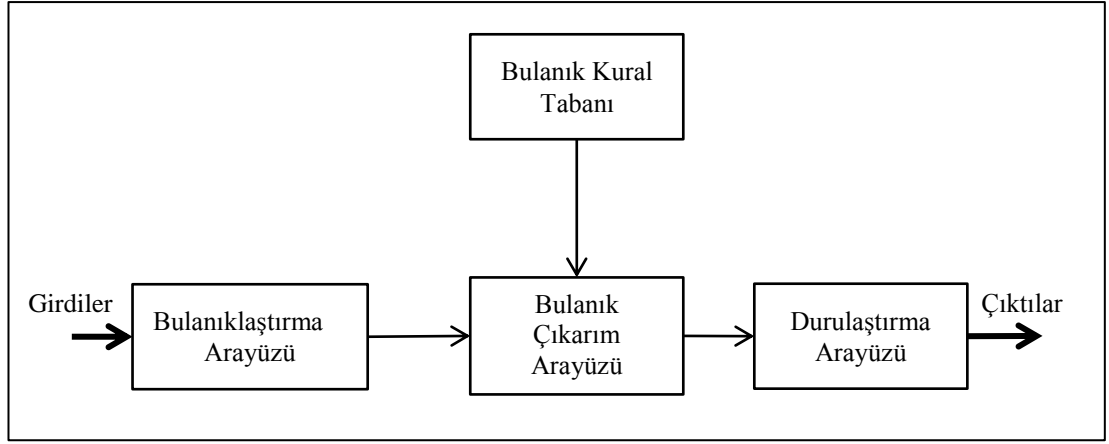 Bulanık Kural
Tabanı
Girdiler
Bulanıklaştırma
Arayüzü
Bulanık
Çıkarım
Arayüzü
Durulaştırma
Arayüzü
Çıktılar